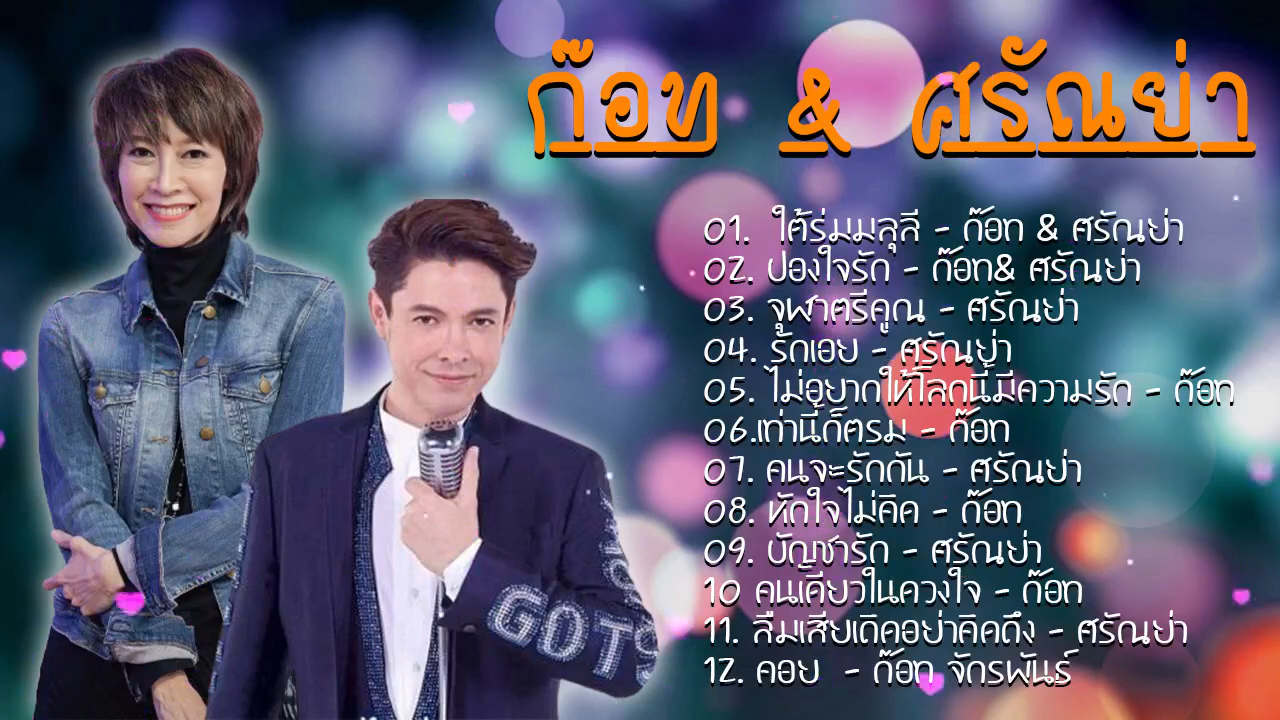 ก๊อท & ศรัณย่า
01. ใต้ร่มมลุลี - ก๊อท & ศรัณย่า
02. ปองใจรัก - ก๊อท& ศรัณย่า
03. จุฬาตรีคูณ - ศรัณย่า
04. รักเอย - ศรัณย่า
05. ไม่อยากให้โลกนี้มีความรัก - ก๊อท
06.เท่านี้ก็ตรม - ก๊อท
07. คนจะรักกัน - ศรัณย่า
08. หักใจไม่คิด - ก๊อท
09. บัญชารัก - ศรัณย่า
10 คนเดียวในดวงใจ - ก๊อท
11. ลืมเสียเถิดอย่าคิดถึง - ศรัณย่า
12. คอย - ก๊อท จักรพันธ์
GOTS